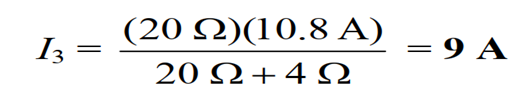 I₃ = (20 Ω)(10.8 A) / 20 Ω + 4 Ω = 9 A